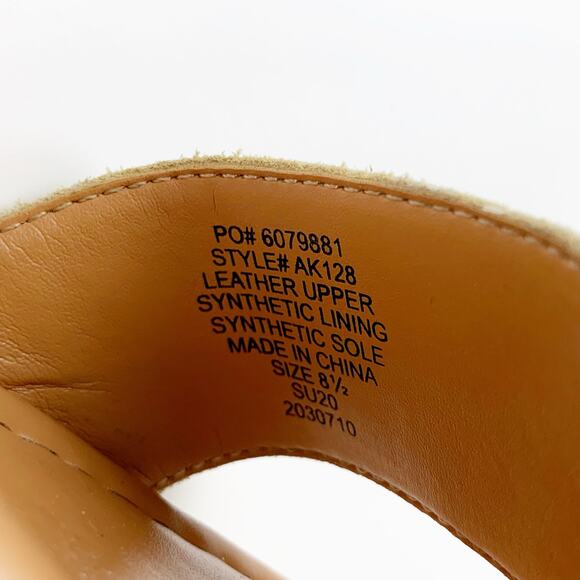 PO# 6079881
STYLE# AK128
LEATHER UPPER
SYNTHETIC LINING
SYNTHETIC SOLE
MADE IN CHINA
SIZE 8½
SU20
2030710